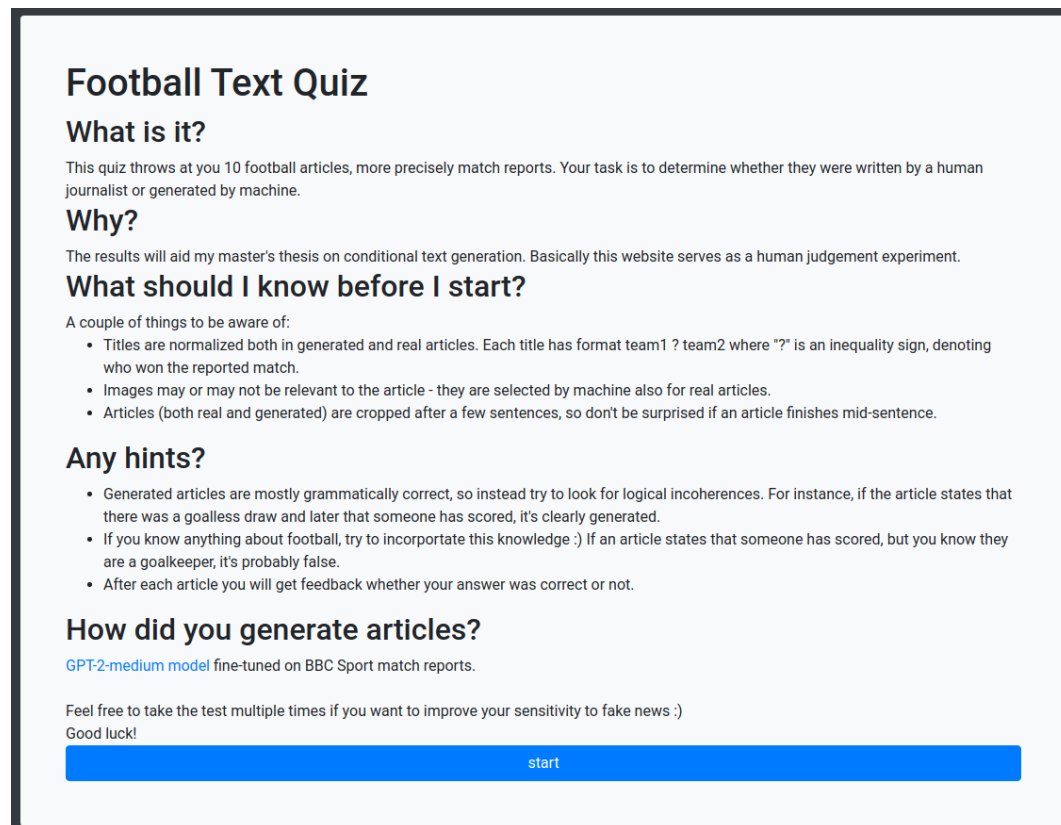 Football Text Quiz
What is it?
This quiz throws at you 10 football articles, more precisely match reports. Your task is to determine whether they were written by a human
journalist or generated by machine.
Why?
The results will aid my master's thesis on conditional text generation. Basically this website serves as a human judgement experiment.
What should I know before I start?
A couple of things to be aware of:
• Titles are normalized both in generated and real articles. Each title has format team1 ? team2 where "?" is an inequality sign, denoting
who won the reported match.
• Images may or may not be relevant to the article - they are selected by machine also for real articles.
• Articles (both real and generated) are cropped after a few sentences, so don't be surprised if an article finishes mid-sentence.
Any hints?
• Generated articles are mostly grammatically correct, so instead try to look for logical incoherences. For instance, if the article states that
there was a goalless draw and later that someone has scored, it's clearly generated.
• If you know anything about football, try to incorportate this knowledge :) If an article states that someone has scored, but you know they
are a goalkeeper, it's probably false.
• After each article you will get feedback whether your answer was correct or not.
How did you generate articles?
GPT-2-medium model fine-tuned on BBC Sport match reports.
Feel free to take the test multiple times if you want to improve your sensitivity to fake news :)
Good luck!
start